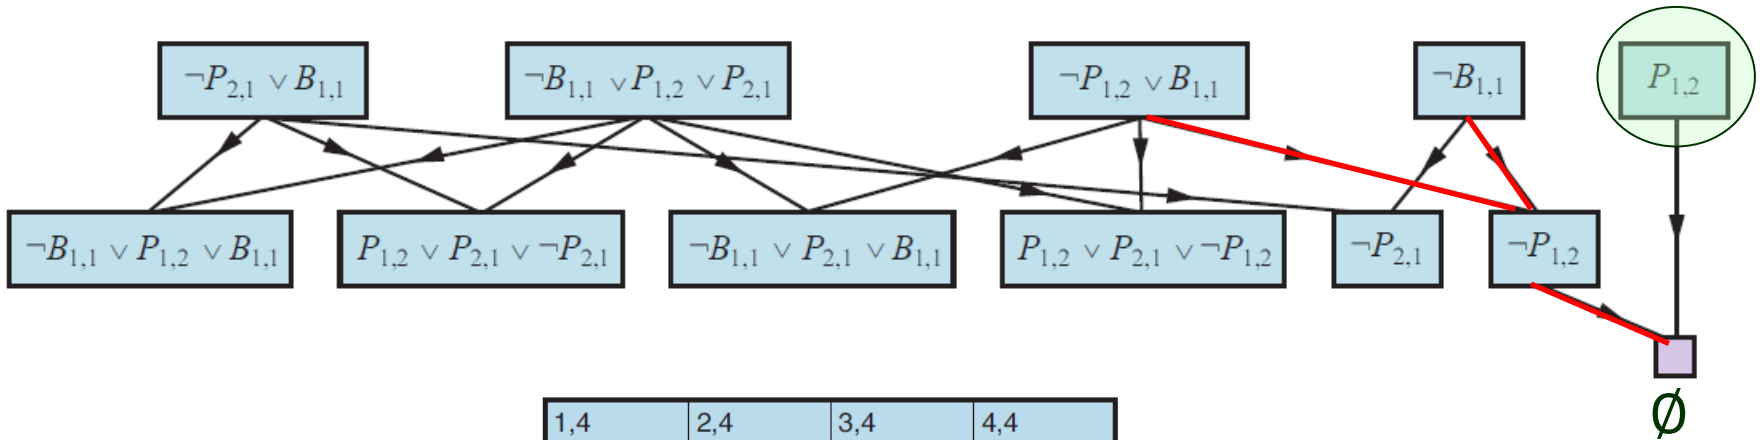 ¬P2,1 ∨ B1,1
¬B1,1 ∨ P1,2 ∨ P2,1
¬P1,2 ∨ B1,1
¬B1,1
P1,2
¬B1,1 ∨ P1,2 ∨ B1,1
P1,2 ∨ P2,1 ∨ ¬P2,1
¬B1,1 ∨ P2,1 ∨ B1,1
P1,2 ∨ P2,1 ∨ ¬P1,2
¬P2,1
¬P1,2
Ø
1,4 2,4 3,4 4,4